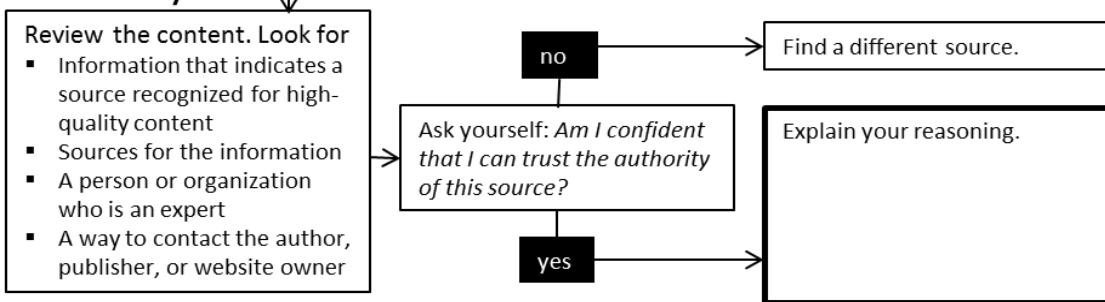 Review the content. Look for
▪ Information that indicates a
source recognized for high-
quality content
▪ Sources for the information
▪ A person or organization
who is an expert
▪ A way to contact the author,
publisher, or website owner
Ask yourself: Am I confident
that I can trust the authority
of this source?
no
Find a different source.
yes
Explain your reasoning.